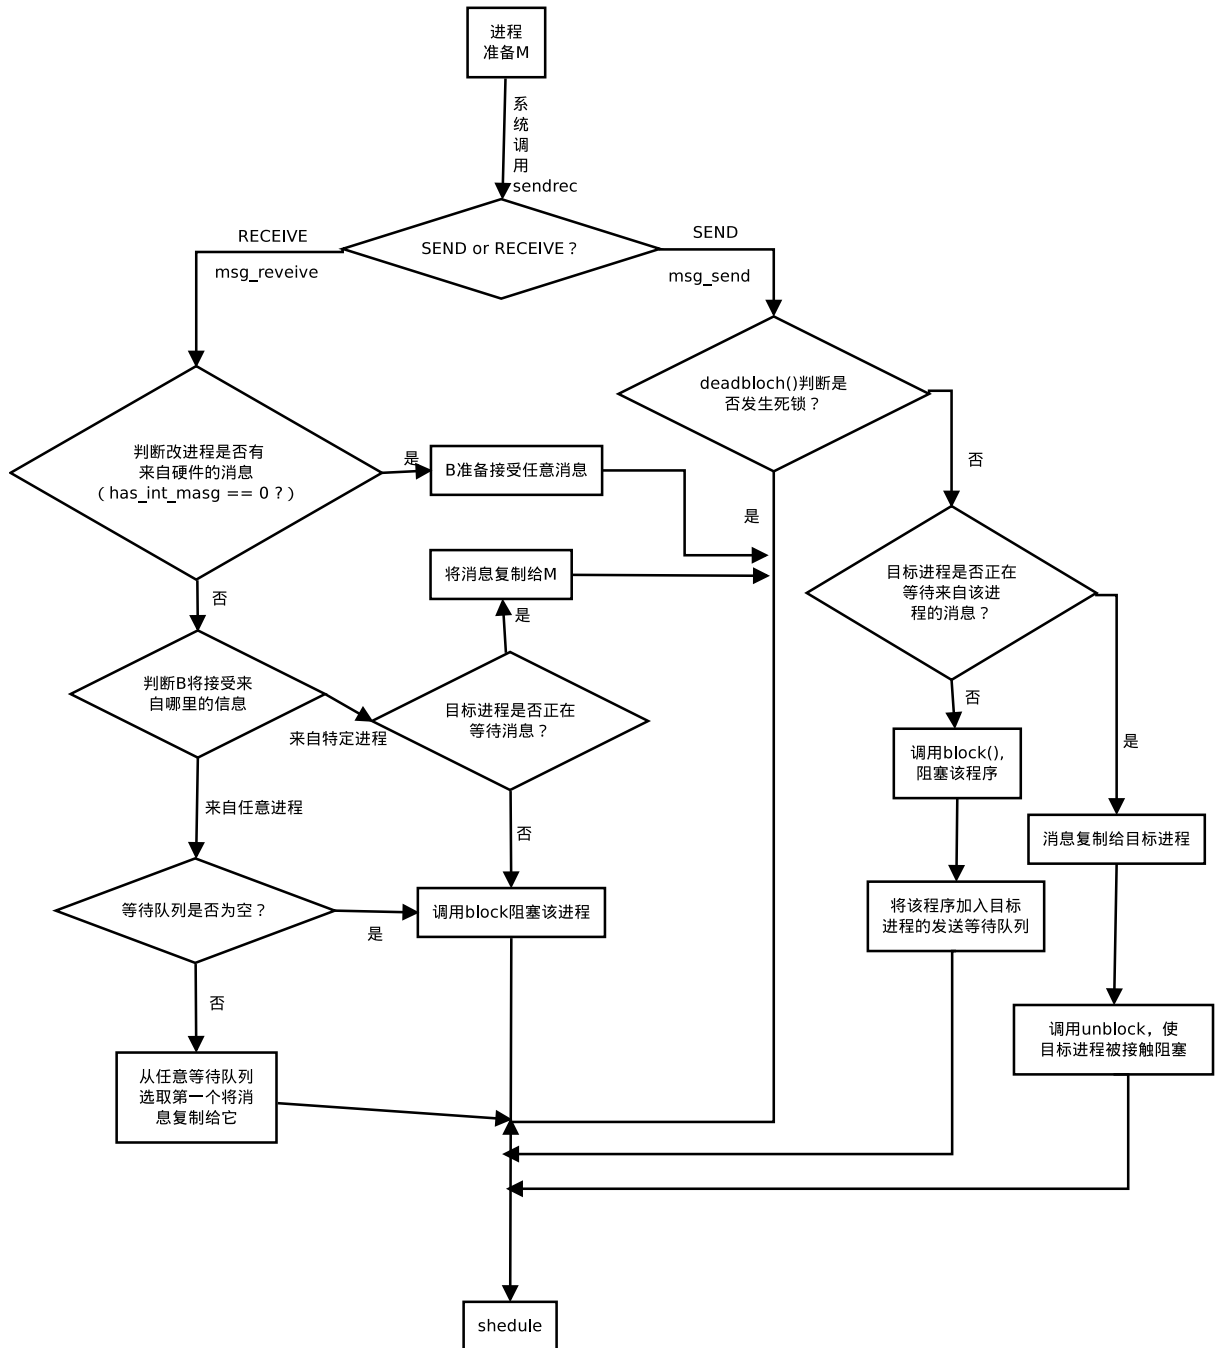 进程
准备M
系
统
调
用
sendrec
SEND or RECEIVE？
RECEIVE
msg_reveive
SEND
msg_send
deadbloch()判断是
否发生死锁？
判断改进程是否有
来自硬件的消息
（has_int_masg == 0？）
是
B准备接受任意消息
否
是
将消息复制给M
是
目标进程是否正在
等待来自该进
程的消息？
否
判断B将接受来
自哪里的信息
来自特定进程
目标进程是否正在
等待消息？
否
调用block(),
阻塞该程序
是
来自任意进程
否
消息复制给目标进程
等待队列是否为空？
是
调用block阻塞该进程
将该程序加入目标
进程的发送等待队列
否
调用unblock，使
目标进程被接触阻塞
从任意等待队列
选取第一个将消
息复制给它
shedule